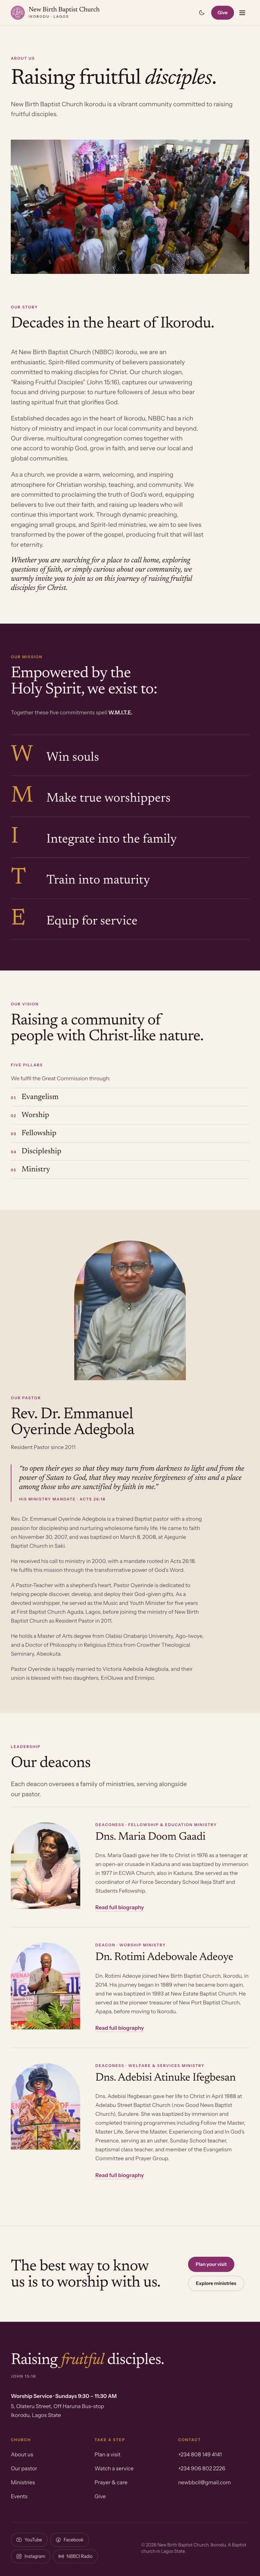 New Birth Baptist Church
IKORODU · LAGOS
Give
ABOUT US
Raising fruitful disciples.
New Birth Baptist Church Ikorodu is a vibrant community committed to raising
fruitful disciples.
OUR STORY
Decades in the heart of Ikorodu.
At New Birth Baptist Church (NBBC) Ikorodu, we are an
enthusiastic, Spirit-filled community of believers passionately
committed to making disciples for Christ. Our church slogan,
"Raising Fruitful Disciples" (John 15:16), captures our unwavering
focus and driving purpose: to nurture followers of Jesus who bear
lasting spiritual fruit that glorifies God.
Established decades ago in the heart of Ikorodu, NBBC has a rich
history of ministry and impact in our local community and beyond.
Our diverse, multicultural congregation comes together with
one accord to worship God, grow in faith, and serve our local and
global communities.
As a church, we provide a warm, welcoming, and inspiring
atmosphere for Christian worship, teaching, and community. We
are committed to proclaiming the truth of God's word, equipping
believers to live out their faith, and raising up leaders who will
continue this important work. Through dynamic preaching,
engaging small groups, and Spirit-led ministries, we aim to see lives
transformed by the power of the gospel, producing fruit that will last
for eternity.
Whether you are searching for a place to call home, exploring
questions of faith, or simply curious about our community, we
warmly invite you to join us on this journey of raising fruitful
disciples for Christ.
OUR MISSION
Empowered by the
Holy Spirit, we exist to:
Together these five commitments spell W.M.I.T.E.
W Win souls
M Make true worshippers
I Integrate into the family
T Train into maturity
E Equip for service
OUR VISION
Raising a community of
people with Christ-like nature.
FIVE PILLARS
We fulfil the Great Commission through:
01 Evangelism
02 Worship
03 Fellowship
04 Discipleship
05 Ministry
OUR PASTOR
Rev. Dr. Emmanuel
Oyerinde Adegbola
Resident Pastor since 2011
"to open their eyes so that they may turn from darkness to light and from the
power of Satan to God, that they may receive forgiveness of sins and a place
among those who are sanctified by faith in me."
HIS MINISTRY MANDATE · ACTS 26:18
Rev. Dr. Emmanuel Oyerinde Adegbola is a trained Baptist pastor with a strong
passion for discipleship and nurturing wholesome family life. He came to faith
on November 30, 2007, and was baptized on March 8, 2008, at Ajegunle
Baptist Church in Saki.
He received his call to ministry in 2000, with a mandate rooted in Acts 26:18.
He fulfils this mission through the transformative power of God's Word.
A Pastor-Teacher with a shepherd's heart, Pastor Oyerinde is dedicated to
helping people discover, develop, and deploy their God-given gifts. As a
devoted worshipper, he served as the Music and Youth Minister for five years
at First Baptist Church Aguda, Lagos, before joining the ministry of New Birth
Baptist Church as Resident Pastor in 2011.
He holds a Master of Arts degree from Olabisi Onabanjo University, Ago-Iwoye,
and a Doctor of Philosophy in Religious Ethics from Crowther Theological
Seminary, Abeokuta.
Pastor Oyerinde is happily married to Victoria Adebola Adegbola, and their
union is blessed with two daughters, EriOluwa and Erimipo.
LEADERSHIP
Our deacons
Each deacon oversees a family of ministries, serving alongside
our pastor.
DEACONESS · FELLOWSHIP & EDUCATION MINISTRY
Dns. Maria Doom Gaadi
Dns. Maria Gaadi gave her life to Christ in 1976 as a teenager at
an open-air crusade in Kaduna and was baptized by immersion
in 1977 in ECWA Church, also in Kaduna. She served as the
coordinator of Air Force Secondary School Ikeja Staff and
Students Fellowship.
Read full biography
DEACON · WORSHIP MINISTRY
Dn. Rotimi Adebowale Adeoye
Dn. Rotimi Adeoye joined New Birth Baptist Church, Ikorodu, in
2014. His journey began in 1989 when he became born again,
and he was baptized in 1993 at New Estate Baptist Church. He
served as the pioneer treasurer of New Port Baptist Church,
Apapa, before moving to Ikorodu.
Read full biography
DEACONESS · WELFARE & SERVICES MINISTRY
Dns. Adebisi Atinuke Ifegbesan
Dns. Adebisi Ifegbesan gave her life to Christ in April 1988 at
Adelabu Street Baptist Church (now Good News Baptist
Church), Surulere. She was baptized by immersion and
completed training programmes including Follow the Master,
Master Life, Serve the Master, Experiencing God and In God's
Presence, serving as an usher, Sunday School teacher,
baptismal class teacher, and member of the Evangelism
Committee and Prayer Group.
Read full biography
The best way to know
us is to worship with us.
Plan your visit
Explore ministries
Raising fruitful disciples.
JOHN 15:16
Worship Service · Sundays 9:30 – 11:30 AM
5, Olateru Street, Off Haruna Bus-stop
Ikorodu, Lagos State
CHURCH
About us
Our pastor
Ministries
Events
TAKE A STEP
Plan a visit
Watch a service
Prayer & care
Give
CONTACT
+234 808 149 4141
+234 906 802 2226
newbbcil@gmail.com
YouTube
Facebook
Instagram
NBBCI Radio
© 2026 New Birth Baptist Church, Ikorodu. A Baptist
church in Lagos State.